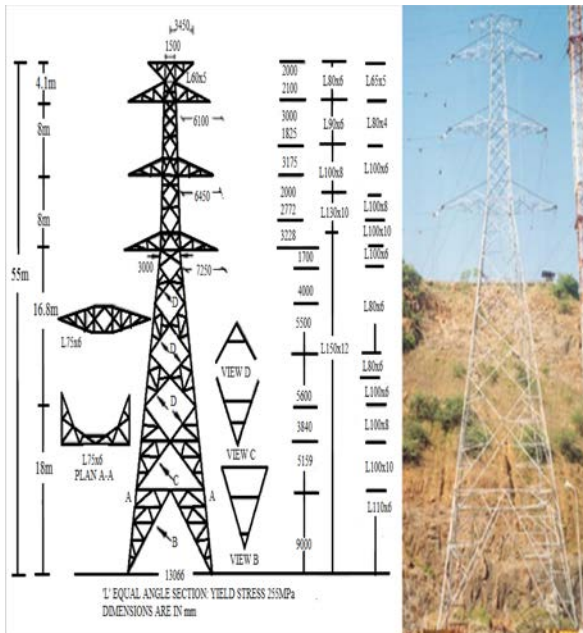 3450
1500
L60x5
4.1m
8m
6100
8m
6450
3000
7250
55m
16.8m
D
L75x6
D
VIEW D
D
L75x6
PLAN A-A
VIEW C
18m
C
A
A
B
VIEW B
13066
2000
2100
3000
1825
3175
2000
2772
3228
1700
4000
5500
5600
3840
5159
9000
L80x6
L90x6
L100x8
L130x10
L150x12
L65x5
L80x4
L100x6
L100x8
L100x10
L100x6
L80x6
L80x6
L100x6
L100x8
L100x10
L110x6
'L' EQUAL ANGLE SECTION: YIELD STRESS 255MPa
DIMENSIONS ARE IN mm